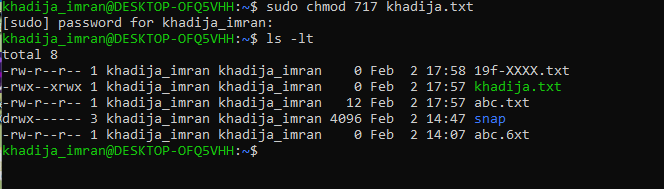 khadija_imran@DESKTOP-OFQ5VHH:~$ sudo chmod 717 khadija.txt
[sudo] password for khadija_imran:
khadija_imran@DESKTOP-OFQ5VHH:~$ ls -lt
total 8
-rw-r--r-- 1 khadija_imran khadija_imran    0 Feb  2 17:58 19f-XXXX.txt
-rwx--xrwx 1 khadija_imran khadija_imran    0 Feb  2 17:57 khadija.txt
-rw-r--r-- 1 khadija_imran khadija_imran   12 Feb  2 17:57 abc.txt
drwx------ 3 khadija_imran khadija_imran 4096 Feb  2 14:47 snap
-rw-r--r-- 1 khadija_imran khadija_imran    0 Feb  2 14:07 abc.6xt
khadija_imran@DESKTOP-OFQ5VHH:~$